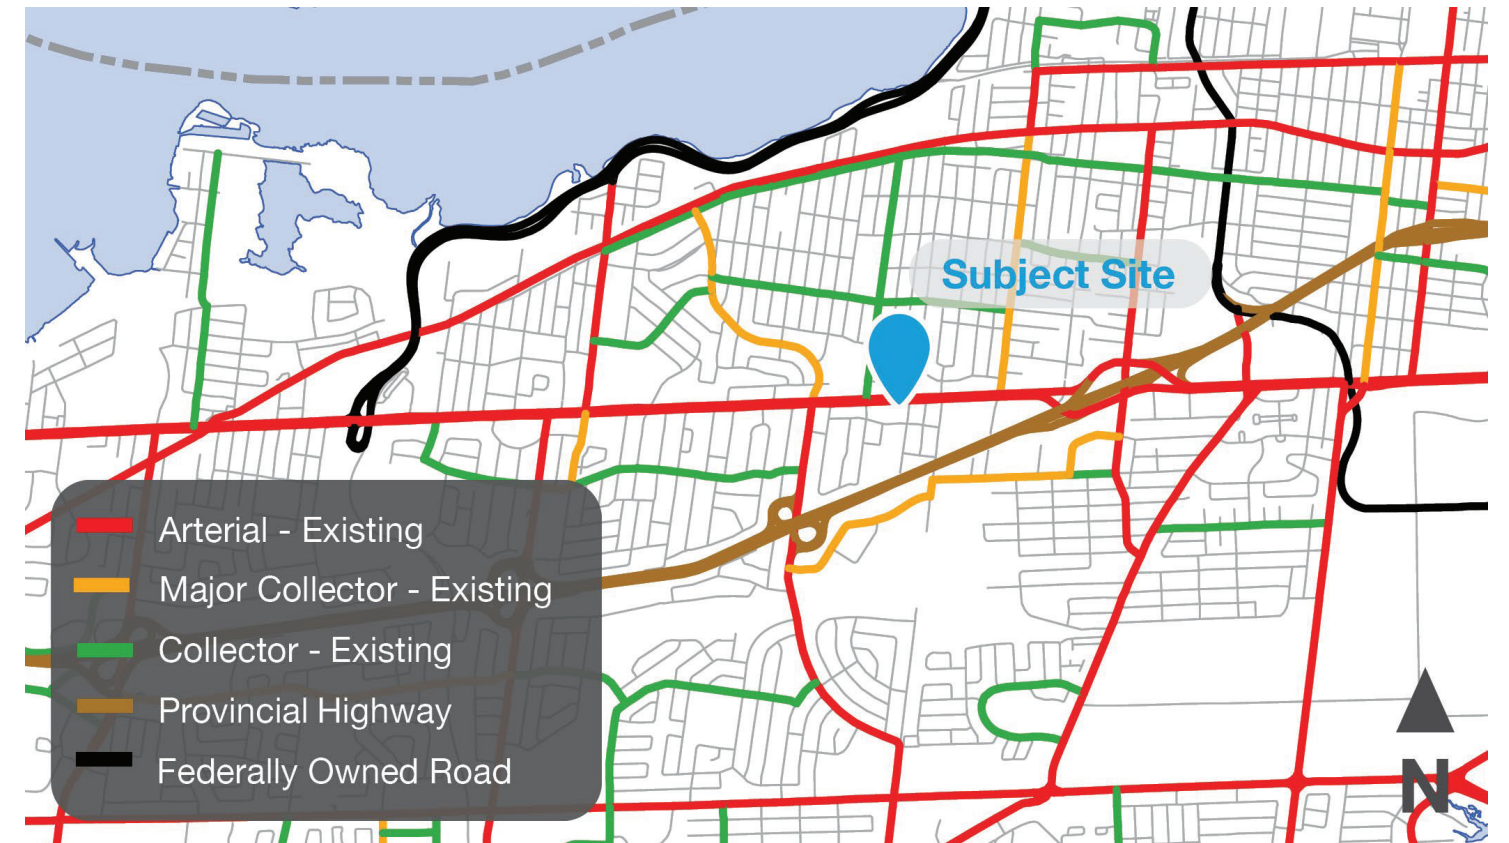 Subject Site
Arterial - Existing
Major Collector - Existing
Collector - Existing
Provincial Highway
Federally Owned Road
N